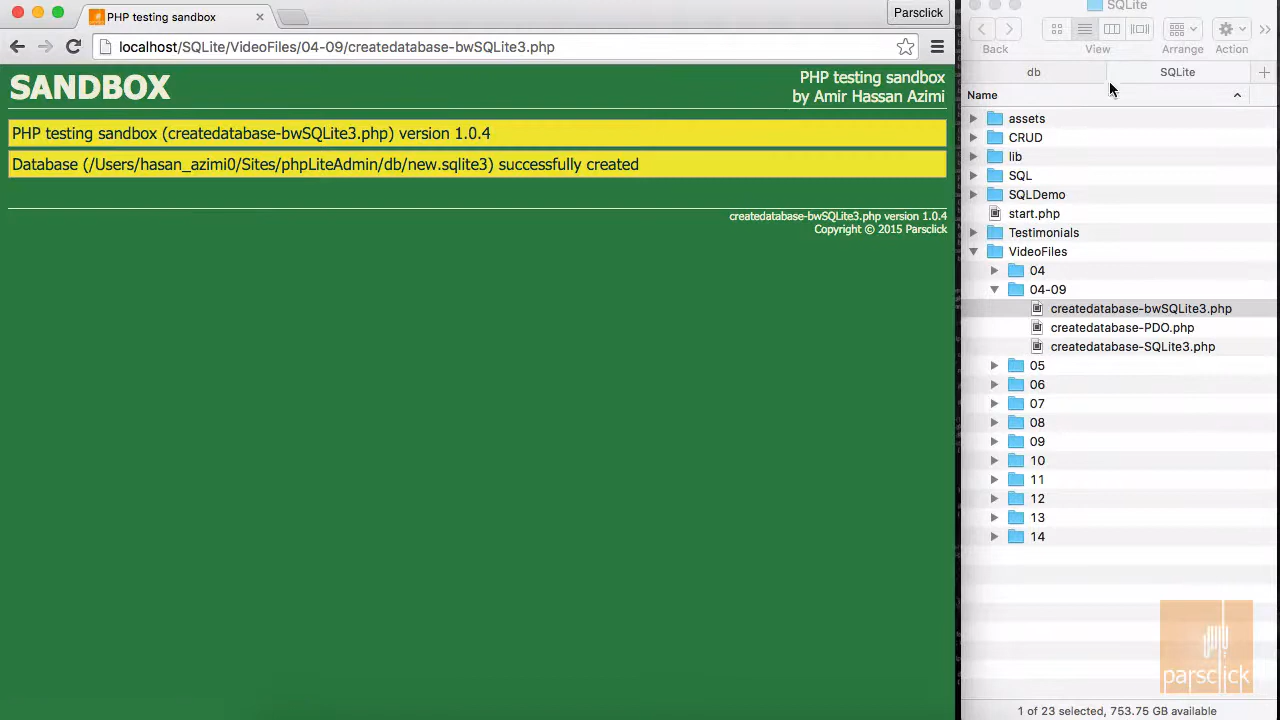 PHP testing sandbox
Parsclick
localhost/SQLite/VideoFiles/04-09/createdatabase-bwSQLite3.php
SANDBOX
PHP testing sandbox
by Amir Hassan Azimi
PHP testing sandbox (createdatabase-bwSQLite3.php) version 1.0.4
Database (/Users/hasan_azimi0/Sites/phpLiteAdmin/db/new.sqlite3) successfully created
createdatabase-bwSQLite3.php version 1.0.4
Copyright © 2015 Parsclick
SQLite
Back View Arrange Action
db SQLite
Name
assets
CRUD
lib
SQL
SQLDemo
start.php
Testimonials
VideoFiles
04
04-09
createdatabase-bwSQLite3.php
createdatabase-PDO.php
createdatabase-SQLite3.php
05
06
07
08
09
10
11
12
13
14
parsclick
1 of 23 selected, 753.75 GB available